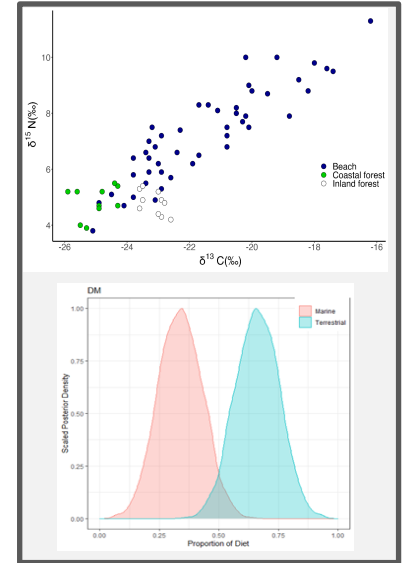 10
8
6
4
δ¹⁵ N(‰)
Beach
Coastal forest
Inland forest
-26 -24 -22 -20 -18 -16
δ¹³ C(‰)
DM
1.00
0.75
0.50
0.25
0.00
Scaled Posterior Density
Marine
Terrestrial
0.00 0.25 0.50 0.75 1.00
Proportion of Diet